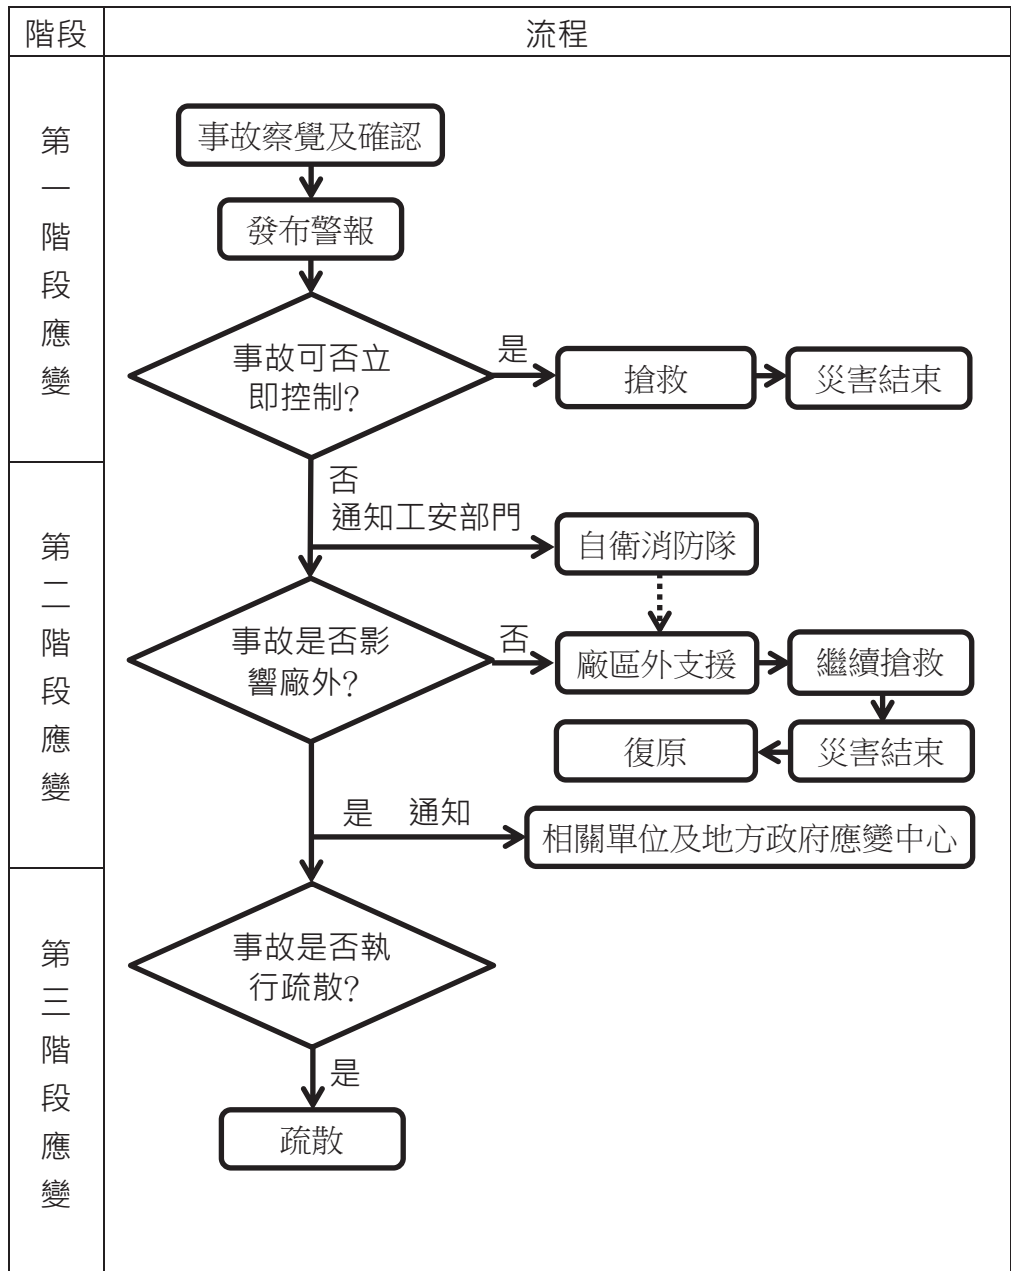 階段
流程
第一階段應變
事故察覺及確認
發布警報
事故可否立
即控制?
是
搶救
災害結束
否
通知工安部門
自衛消防隊
第二階段應變
事故是否影
響廠外?
否
廠區外支援
繼續搶救
復原
災害結束
是 通知
相關單位及地方政府應變中心
第三階段應變
事故是否執
行疏散?
是
疏散